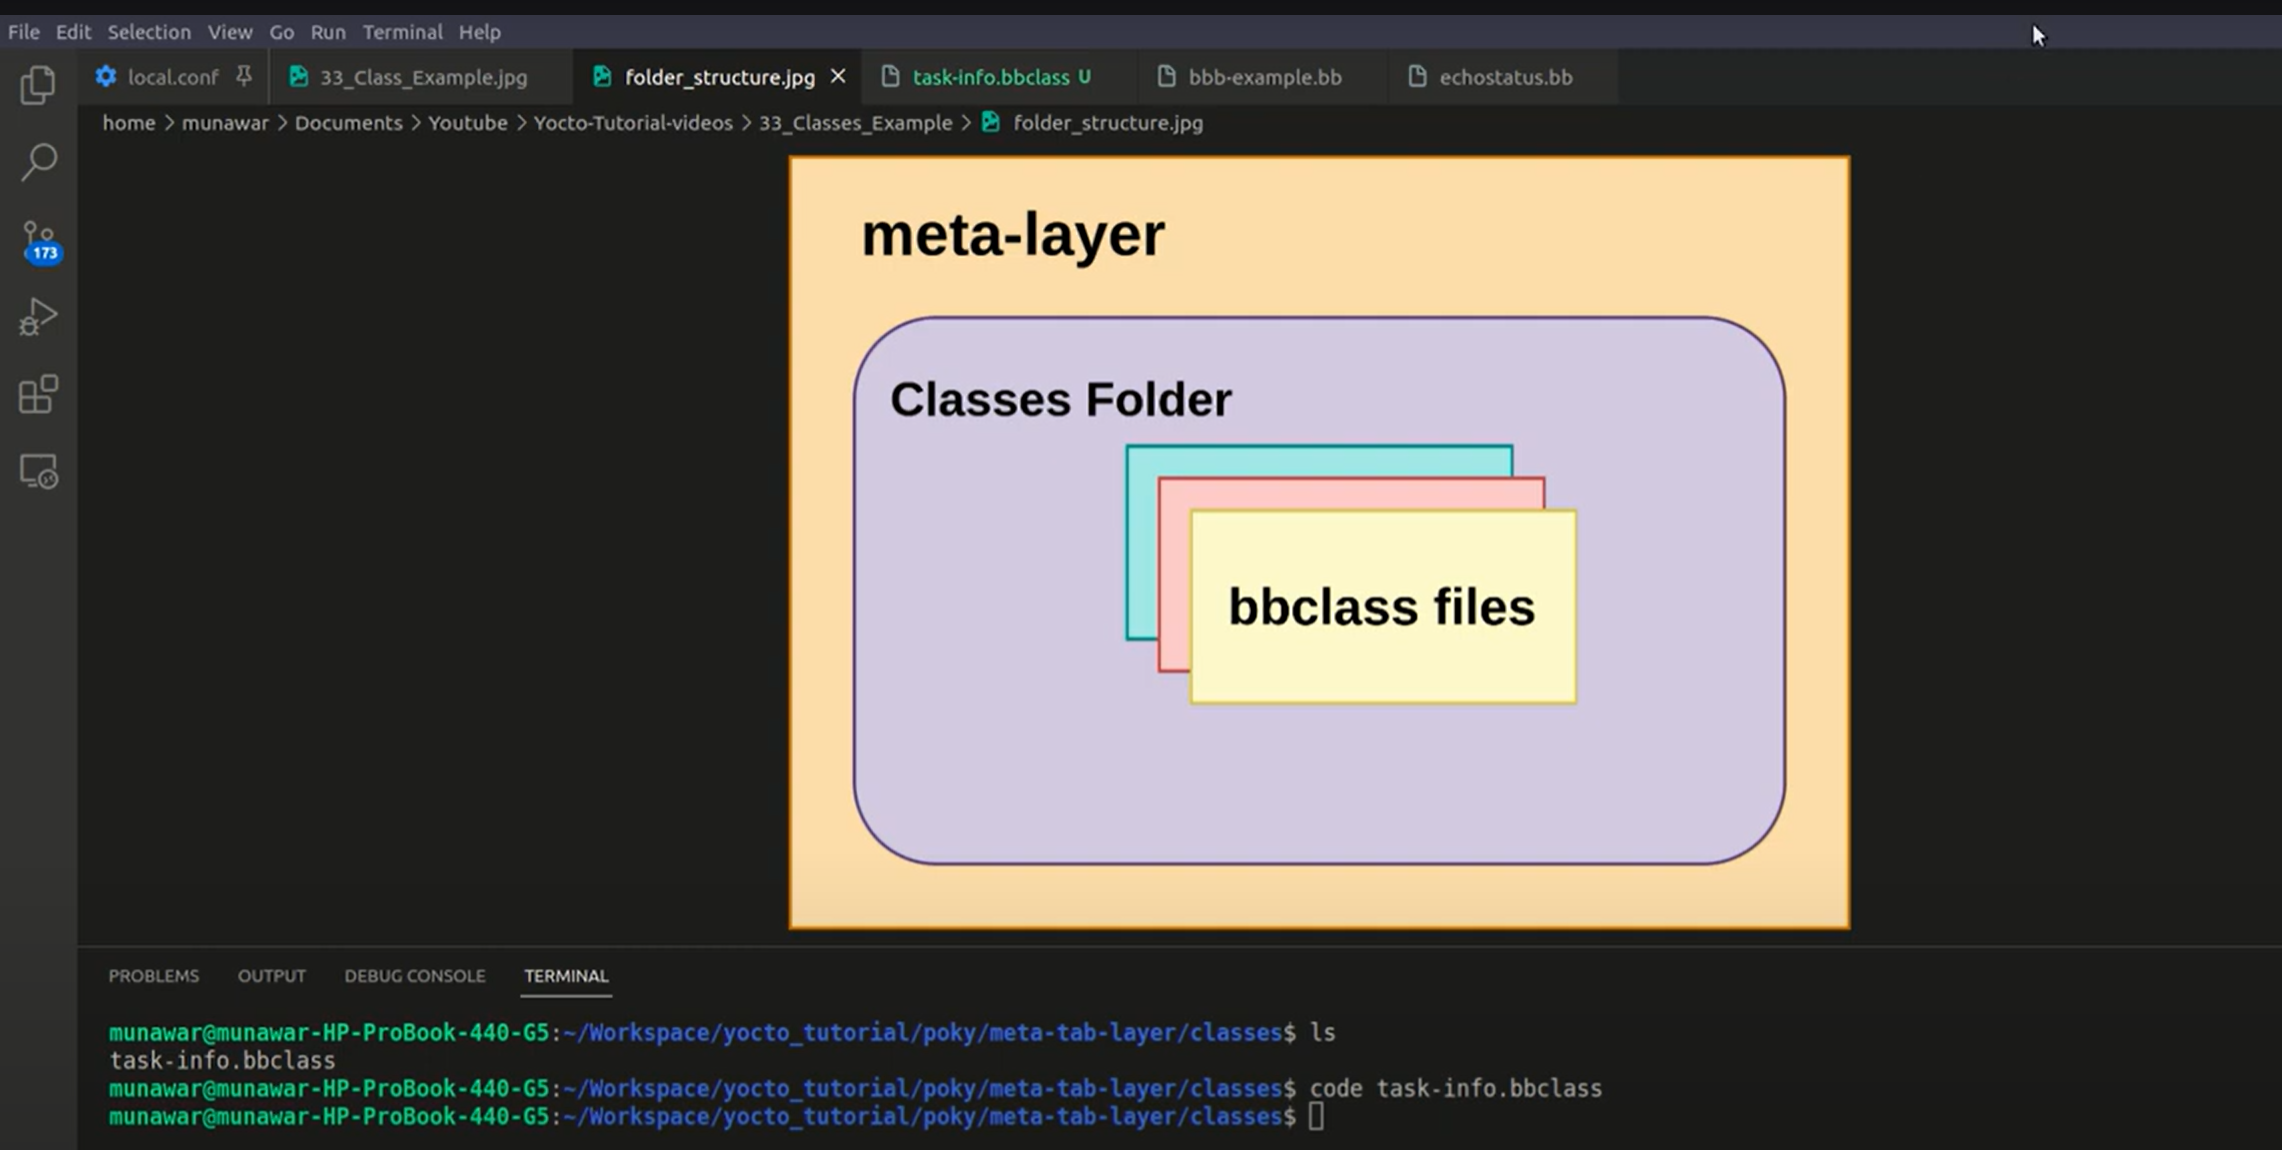 File Edit Selection View Go Run Terminal Help
local.conf 33_Class_Example.jpg folder_structure.jpg task-info.bbclass U bbb-example.bb echostatus.bb
home > munawar > Documents > Youtube > Yocto-Tutorial-videos > 33_Classes_Example > folder_structure.jpg
173
meta-layer
Classes Folder
bbclass files
PROBLEMS OUTPUT DEBUG CONSOLE TERMINAL
munawar@munawar-HP-ProBook-440-G5:~/Workspace/yocto_tutorial/poky/meta-tab-layer/classes$ ls
task-info.bbclass
munawar@munawar-HP-ProBook-440-G5:~/Workspace/yocto_tutorial/poky/meta-tab-layer/classes$ code task-info.bbclass
munawar@munawar-HP-ProBook-440-G5:~/Workspace/yocto_tutorial/poky/meta-tab-layer/classes$